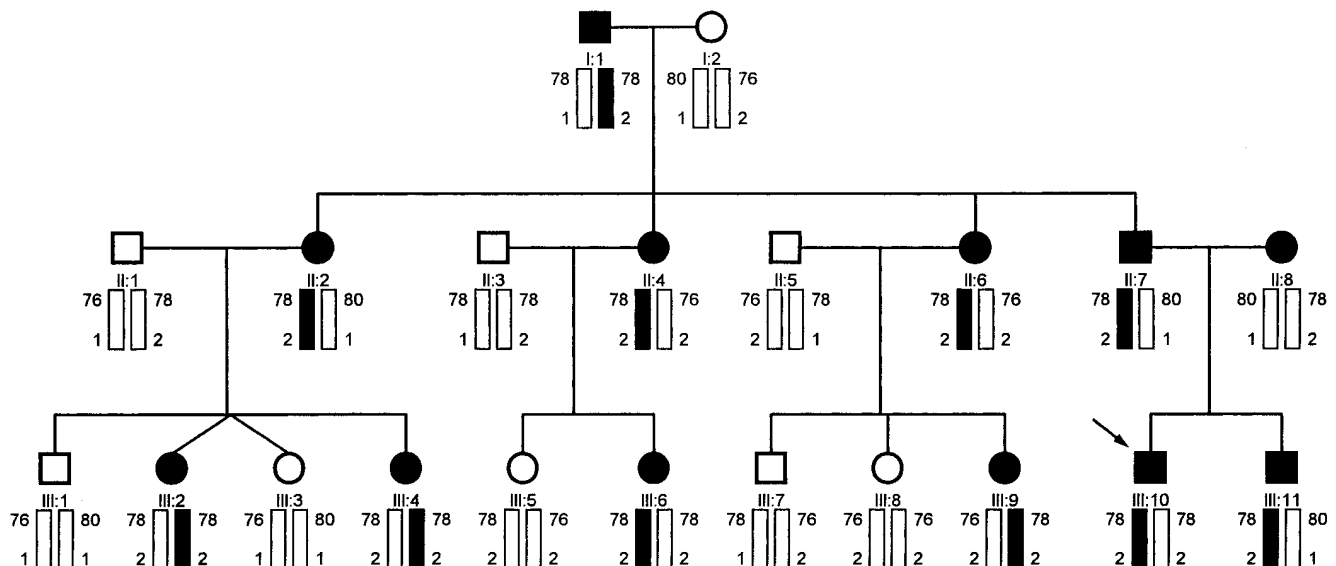 I:1 I:2
78 78 80 76
1 2 1 2
II:1 II:2 II:3 II:4 II:5 II:6 II:7 II:8
76 78 78 80 78 78 78 76 76 78 78 76 78 80 80 78
1 2 2 1 1 2 2 2 2 1 2 2 2 1 1 2
III:1 III:2 III:3 III:4 III:5 III:6 III:7 III:8 III:9 III:10 III:11
76 80 78 78 76 80 78 78 78 76 78 78 78 76 76 76 76 78 78 78 78 80
1 1 2 2 1 1 2 2 2 2 2 2 1 2 2 2 2 2 2 2 2 1